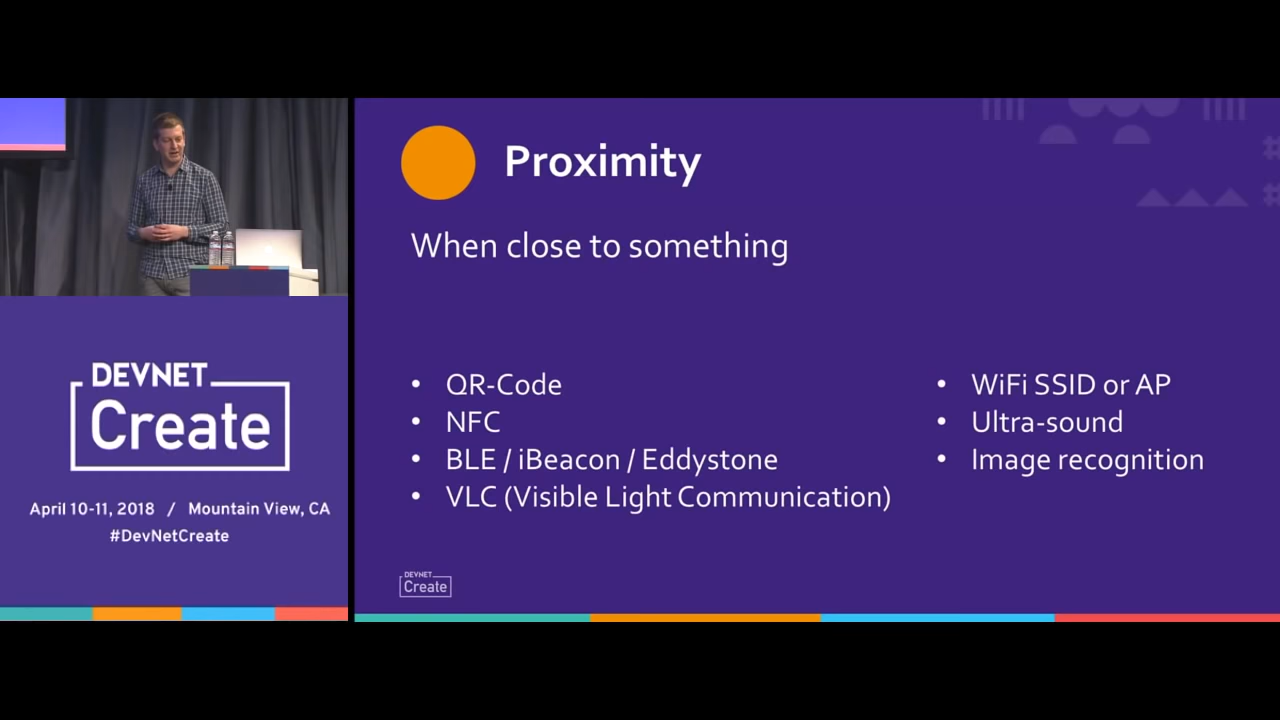 DEVNET
Create
April 10-11, 2018 / Mountain View, CA
#DevNetCreate
Proximity
When close to something
• QR-Code
• NFC
• BLE / iBeacon / Eddystone
• VLC (Visible Light Communication)
• WiFi SSID or AP
• Ultra-sound
• Image recognition
DEVNET
Create